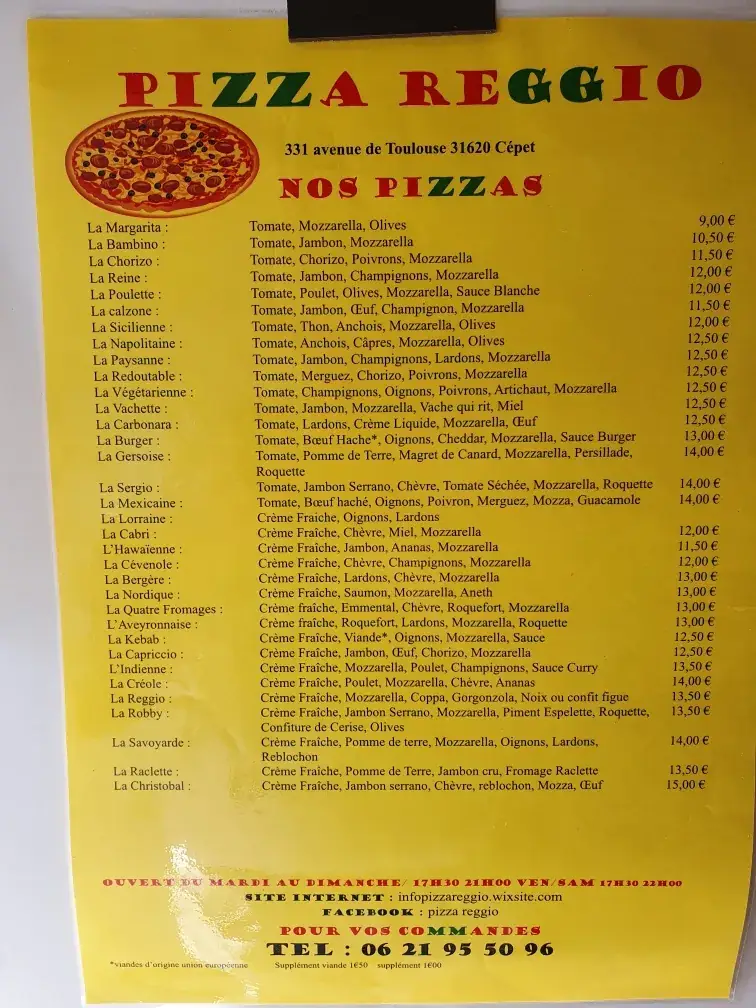 PIZZA REGGIO
331 avenue de Toulouse 31620 Cépet
NOS PIZZAS
La Margarita : Tomate, Mozzarella, Olives 9,00 €
La Bambino : Tomate, Jambon, Mozzarella 10,50 €
La Chorizo : Tomate, Chorizo, Poivrons, Mozzarella 11,50 €
La Reine : Tomate, Jambon, Champignons, Mozzarella 12,00 €
La Poulette : Tomate, Poulet, Olives, Mozzarella, Sauce Blanche 12,00 €
La calzone : Tomate, Jambon, Œuf, Champignon, Mozzarella 11,50 €
La Sicilienne : Tomate, Thon, Anchois, Mozzarella, Olives 12,00 €
La Napolitaine : Tomate, Anchois, Câpres, Mozzarella, Olives 12,50 €
La Paysanne : Tomate, Jambon, Champignons, Lardons, Mozzarella 12,50 €
La Redoutable : Tomate, Merguez, Chorizo, Poivrons, Mozzarella 12,50 €
La Végétarienne : Tomate, Champignons, Oignons, Poivrons, Artichaut, Mozzarella 12,50 €
La Vachette : Tomate, Jambon, Mozzarella, Vache qui rit, Miel 12,50 €
La Carbonara : Tomate, Lardons, Crème Liquide, Mozzarella, Œuf 12,50 €
La Burger : Tomate, Bœuf Hache*, Oignons, Cheddar, Mozzarella, Sauce Burger 13,00 €
La Gersoise : Tomate, Pomme de Terre, Magret de Canard, Mozzarella, Persillade, 14,00 €
Roquette
La Sergio : Tomate, Jambon Serrano, Chèvre, Tomate Séchée, Mozzarella, Roquette 14,00 €
La Mexicaine : Tomate, Bœuf haché, Oignons, Poivron, Merguez, Mozza, Guacamole 14,00 €
La Lorraine : Crème Fraiche, Oignons, Lardons
La Cabri : Crème Fraîche, Chèvre, Miel, Mozzarella 12,00 €
L'Hawaïenne : Crème Fraîche, Jambon, Ananas, Mozzarella 11,50 €
La Cévenole : Crème Fraîche, Chèvre, Champignons, Mozzarella 12,00 €
La Bergère : Crème Fraîche, Lardons, Chèvre, Mozzarella 13,00 €
La Nordique : Crème Fraîche, Saumon, Mozzarella, Aneth 13,00 €
La Quatre Fromages : Crème fraîche, Emmental, Chèvre, Roquefort, Mozzarella 13,00 €
L'Aveyronnaise : Crème fraîche, Roquefort, Lardons, Mozzarella, Roquette 13,00 €
La Kebab : Crème Fraîche, Viande*, Oignons, Mozzarella, Sauce 12,50 €
La Capriccio : Crème Fraîche, Jambon, Œuf, Chorizo, Mozzarella 12,50 €
L'Indienne : Crème Fraîche, Mozzarella, Poulet, Champignons, Sauce Curry 13,50 €
La Créole : Crème Fraîche, Poulet, Mozzarella, Chèvre, Ananas 14,00 €
La Reggio : Crème Fraîche, Mozzarella, Coppa, Gorgonzola, Noix ou confit figue 13,50 €
La Robby : Crème Fraîche, Jambon Serrano, Mozzarella, Piment Espelette, Roquette, 13,50 €
Confiture de Cerise, Olives
La Savoyarde : Crème Fraîche, Pomme de terre, Mozzarella, Oignons, Lardons, 14,00 €
Reblochon
La Raclette : Crème Fraîche, Pomme de Terre, Jambon cru, Fromage Raclette 13,50 €
La Christobal : Crème Fraîche, Jambon serrano, Chèvre, reblochon, Mozza, Œuf 15,00 €
OUVERT DU MARDI AU DIMANCHE/ 17H30 21H00 VEN/SAM 17H30 22H00
SITE INTERNET : infopizzareggio.wixsite.com
FACEBOOK : pizza reggio
POUR VOS COMMANDES
TEL : 06 21 95 50 96
*viandes d'origine union européenne Supplément viande 1€50 supplément 1€00